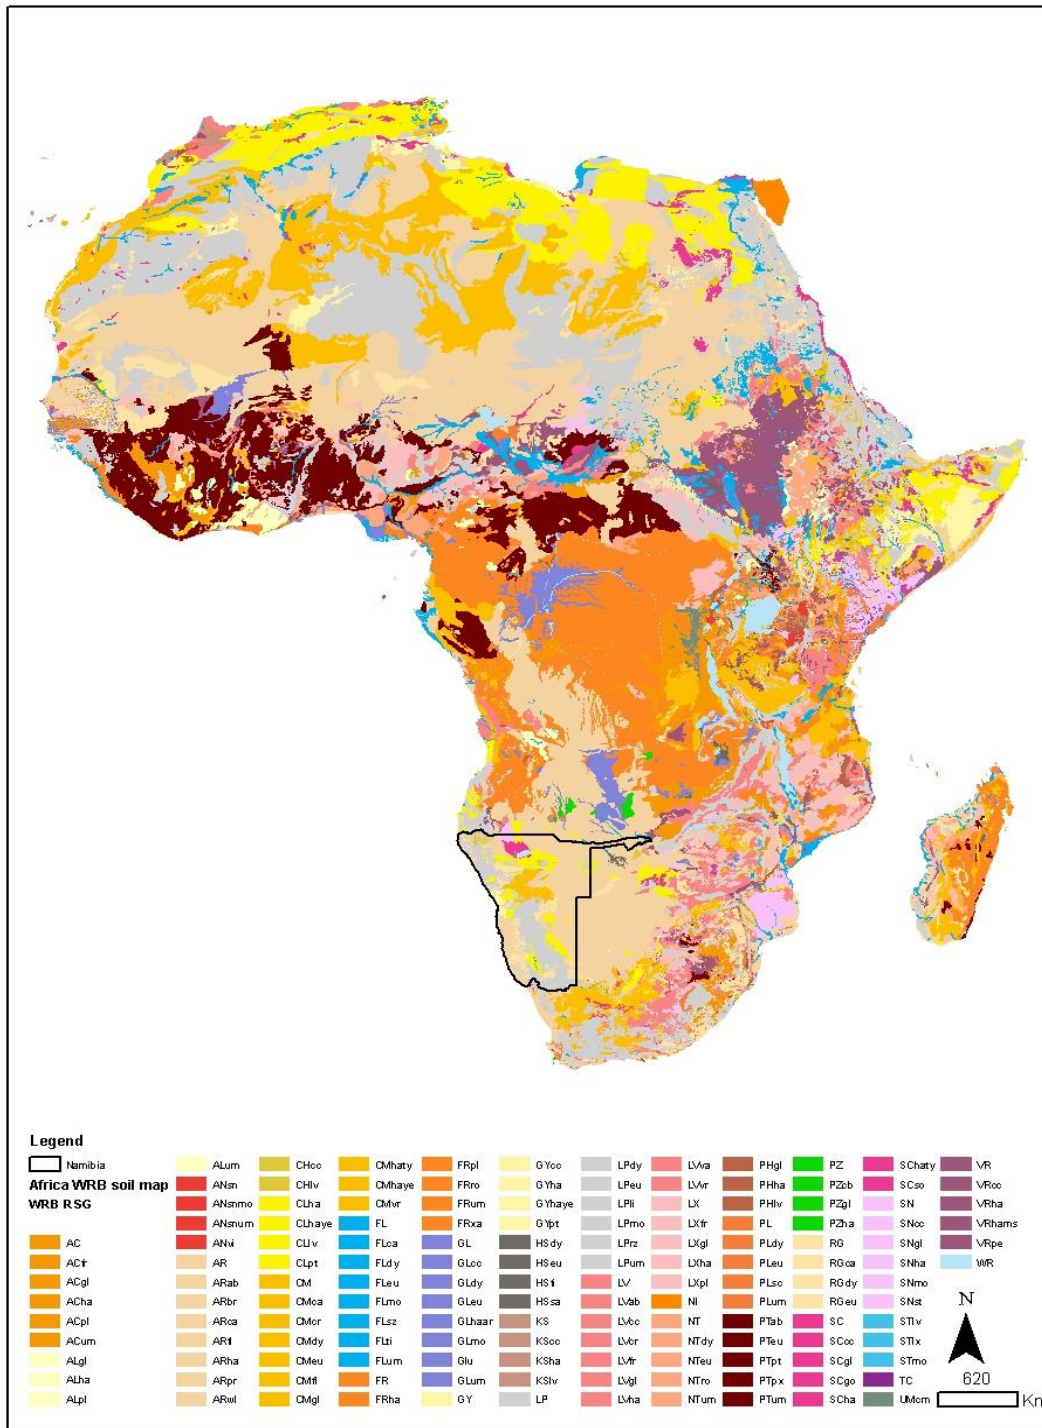 Legend
Namibia
Africa WRB soil map
WRB RSG
AC
ACfr
ACgl
ACha
ACpl
ACum
ALgl
ALha
ALpl
ALum
ANsn
ANsnmo
ANsnum
ANvi
AR
ARab
ARbr
ARca
ARfl
ARha
ARpr
ARwl
CHcc
CHlv
CLha
CLhaye
CLlv
CLpt
CM
CMca
CMcr
CMdy
CMeu
CMfl
CMgl
CMhaty
CMhaye
CMvr
FL
FLca
FLdy
FLeu
FLmo
FLsz
FLti
FLum
FR
FRha
FRpl
FRro
FRum
FRxa
GL
GLcc
GLdy
GLeu
GLhaar
GLmo
Glu
GLum
GY
GYcc
GYha
GYhaye
GYpt
HSdy
HSeu
HSfi
HSsa
KS
KScc
KSha
KSlv
LP
LPdy
LPeu
LPli
LPmo
LPrz
LPum
LV
LVab
LVcc
LVcr
LVfr
LVgl
LVha
LVva
LVvr
LX
LXfr
LXgl
LXha
LXpl
NI
NT
NTdy
NTeu
NTro
NTum
PHgl
PHha
PHlv
PL
PLdy
PLeu
PLsc
PLum
PTab
PTeu
PTpt
PTpx
PTum
PZ
PZcb
PZgl
PZha
RG
RGca
RGdy
RGeu
SC
SCcc
SCgl
SCgo
SCha
SChaty
SCso
SN
SNcc
SNgl
SNha
SNmo
SNst
STlv
STlx
STmo
TC
UMcm
VR
VRcc
VRha
VRhams
VRpe
WR
N
620
Km